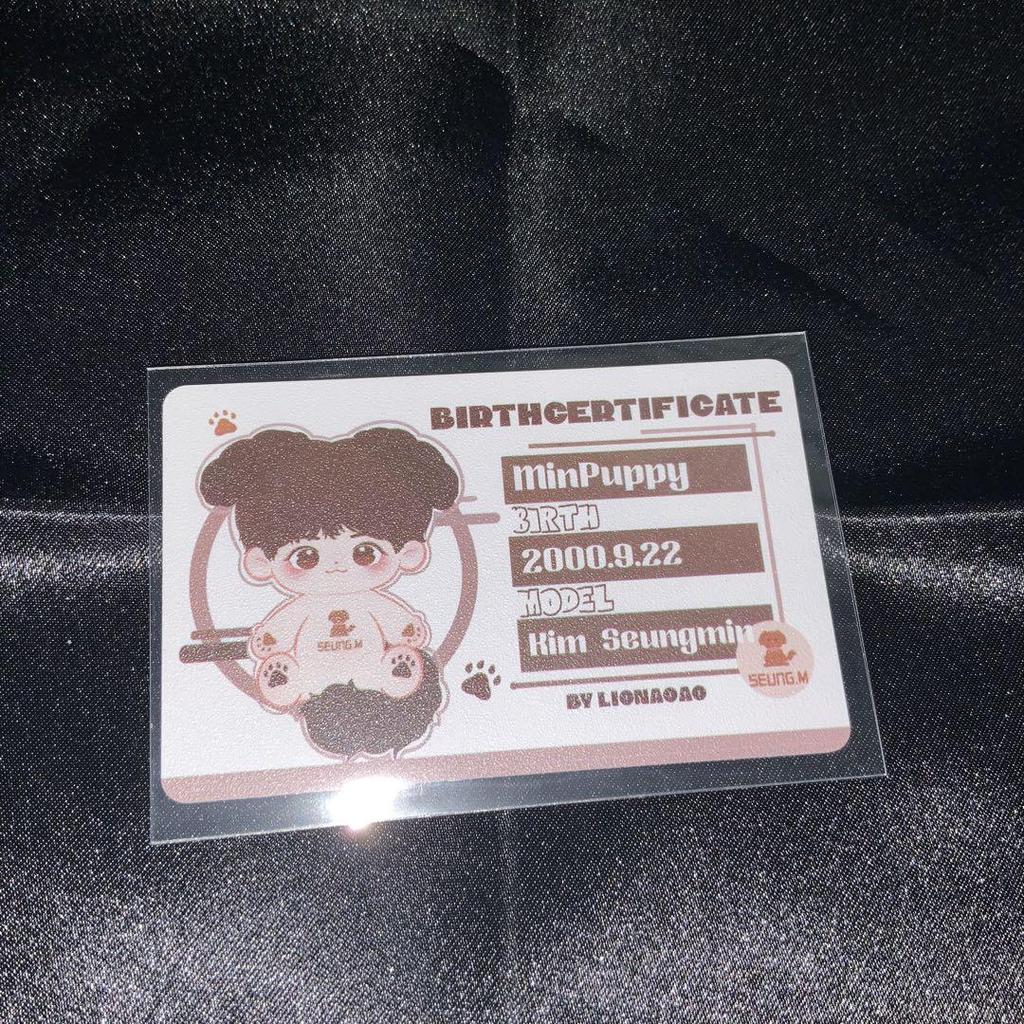 BIRTHCERTIFICATE
MinPuppy
BIRTH
2000.9.22
MODEL
Kim Seungmin
SEUNG.M
SEUNG.M
BY LIONAOAO